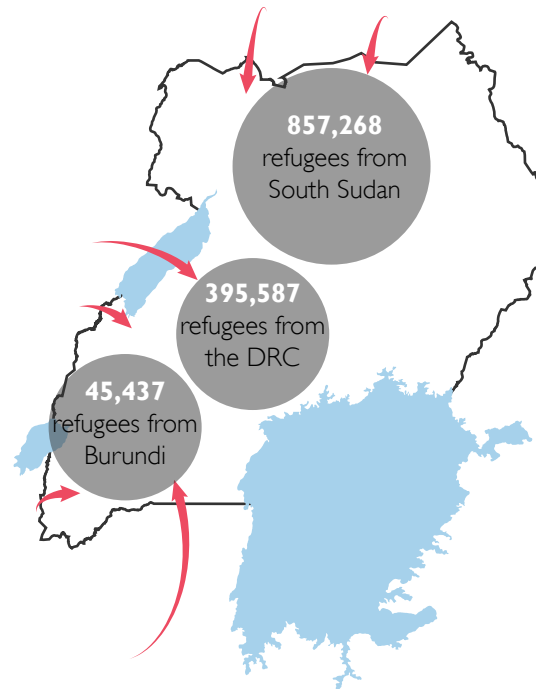 857,268
refugees from
South Sudan
395,587
refugees from
the DRC
45,437
refugees from
Burundi